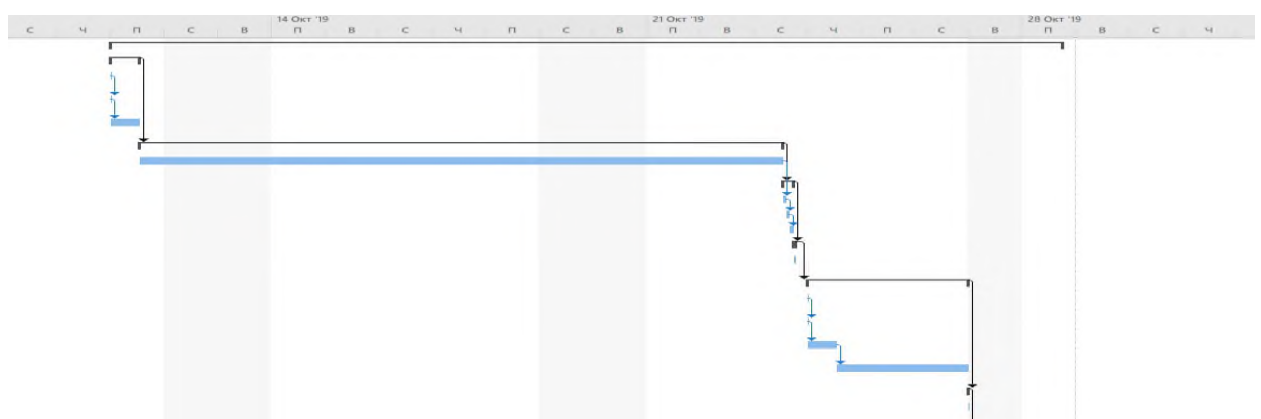 14 Окт '19 21 Окт '19 28 Окт '19
С Ч П С В П В С Ч П С В П В С Ч П С В П В С Ч